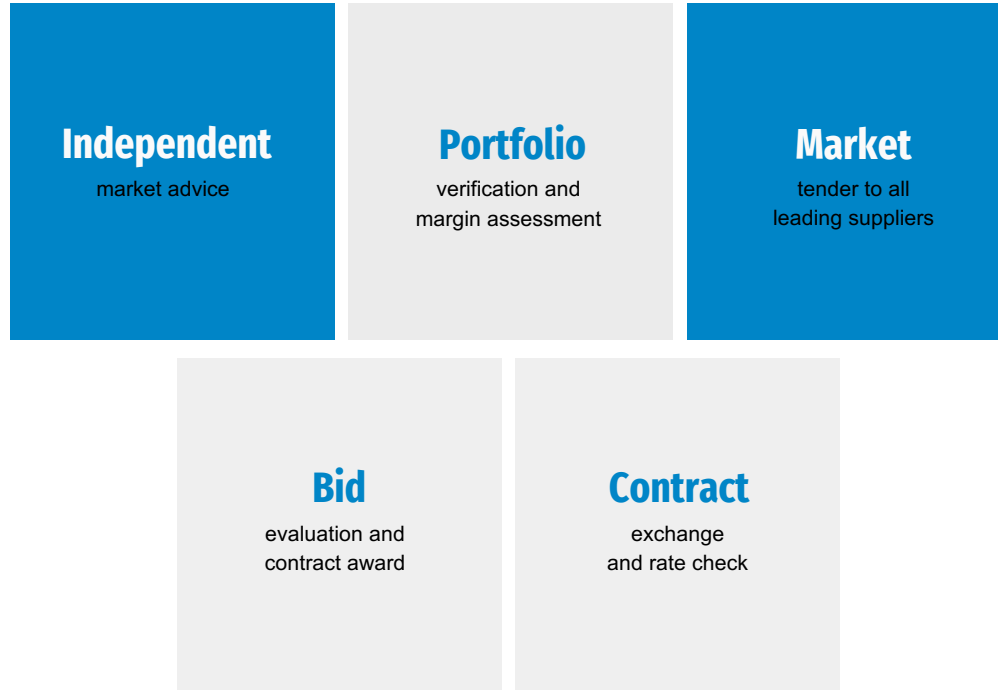 Independent
market advice
Portfolio
verification and
margin assessment
Market
tender to all
leading suppliers
Bid
evaluation and
contract award
Contract
exchange
and rate check